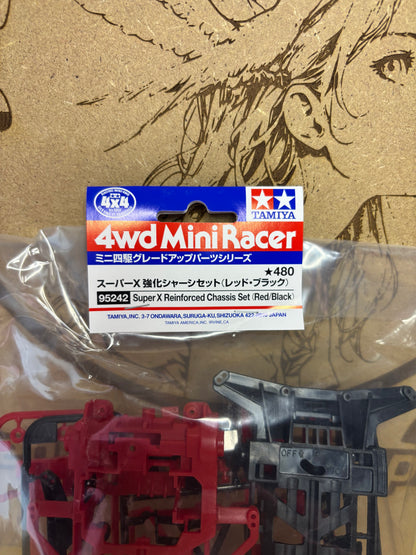 4X4
TAMIYA
4wd Mini Racer
ミニ四駆グレードアップパーツシリーズ
★480
スーパーX 強化シャーシセット(レッド・ブラック)
95242 Super X Reinforced Chassis Set (Red/Black)
TAMIYA,INC. 3-7 ONDAWARA, SURUGA-KU, SHIZUOKA 422 JAPAN
TAMIYA AMERICA INC. IRVINE, CA
OFF